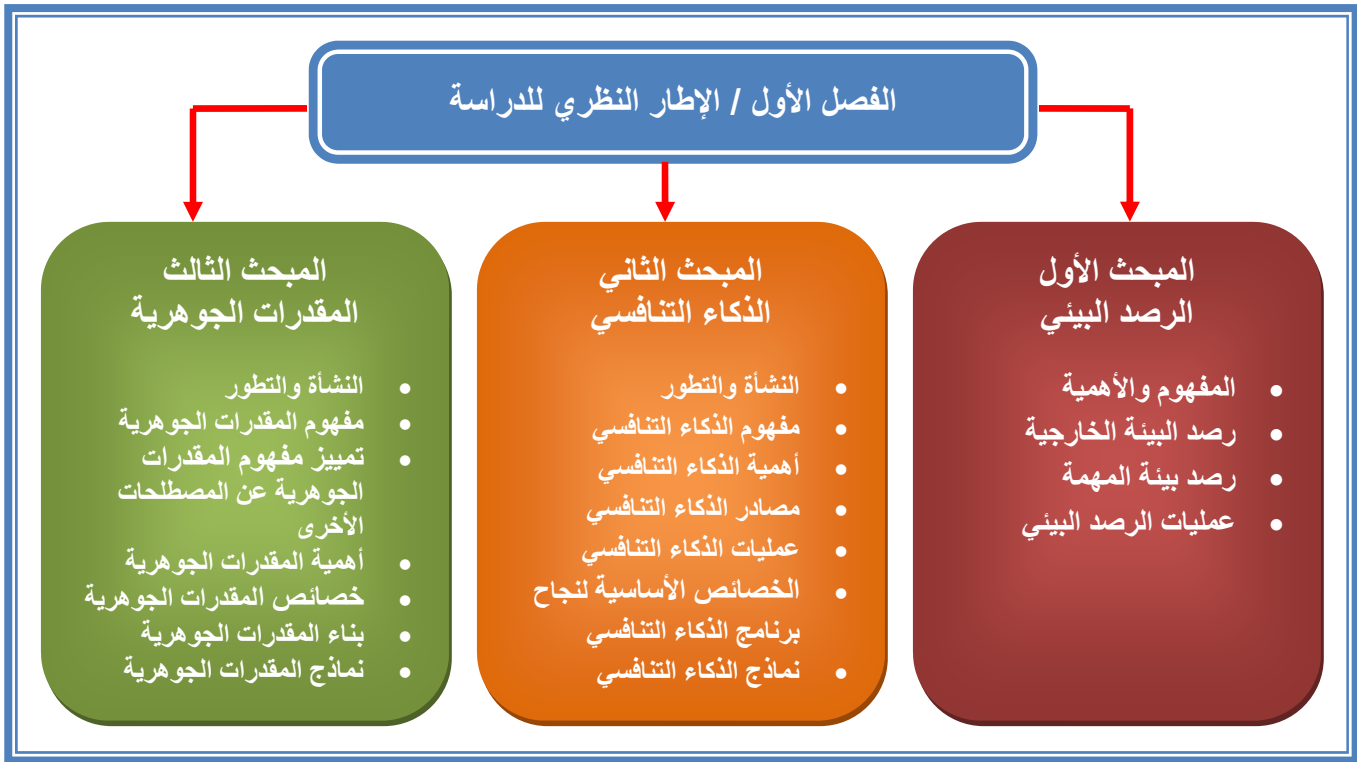 الفصل الأول / الإطار النظري للدراسة
المبحث الأول
الرصد البيئي
• المفهوم والأهمية
• رصد البيئة الخارجية
• رصد بيئة المهمة
• عمليات الرصد البيئي
المبحث الثاني
الذكاء التنافسي
• النشأة والتطور
• مفهوم الذكاء التنافسي
• أهمية الذكاء التنافسي
• مصادر الذكاء التنافسي
• عمليات الذكاء التنافسي
• الخصائص الأساسية لنجاح
برنامج الذكاء التنافسي
• نماذج الذكاء التنافسي
المبحث الثالث
المقدرات الجوهرية
• النشأة والتطور
• مفهوم المقدرات الجوهرية
• تمييز مفهوم المقدرات
الجوهرية عن المصطلحات
الأخرى
• أهمية المقدرات الجوهرية
• خصائص المقدرات الجوهرية
• بناء المقدرات الجوهرية
• نماذج المقدرات الجوهرية